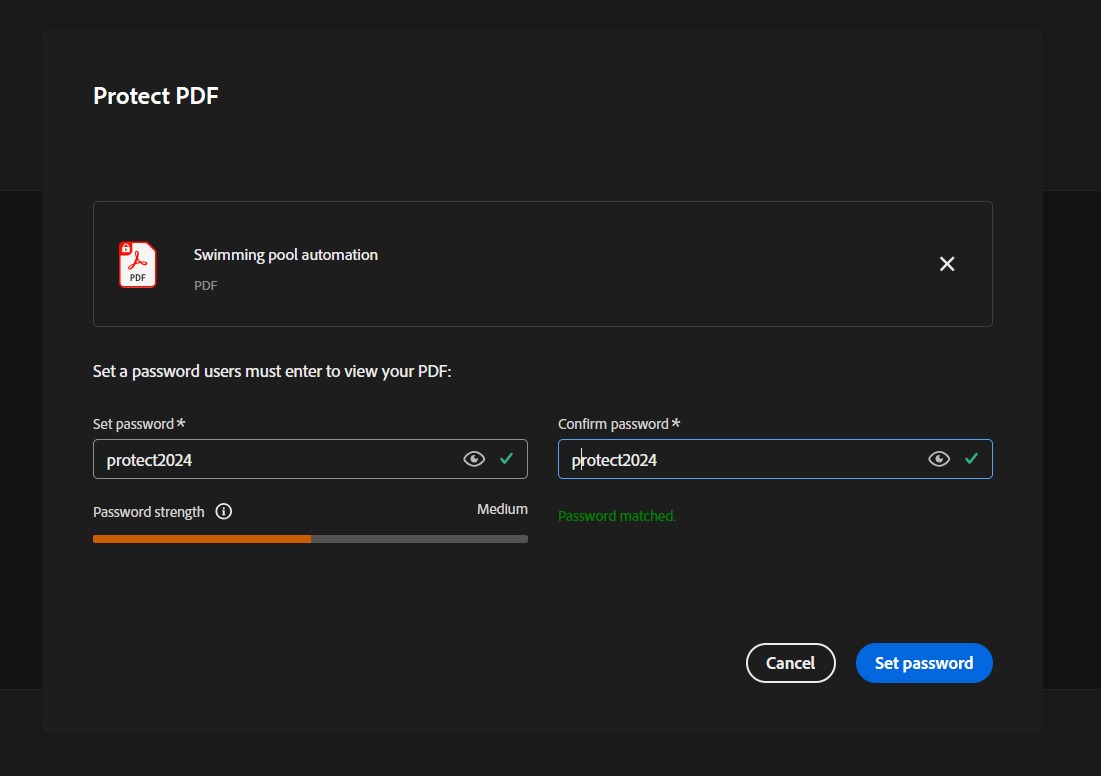 Protect PDF
PDF
Swimming pool automation
PDF
Set a password users must enter to view your PDF:
Set password *
Confirm password *
protect2024
protect2024
Password strength
Medium
Password matched.
Cancel
Set password